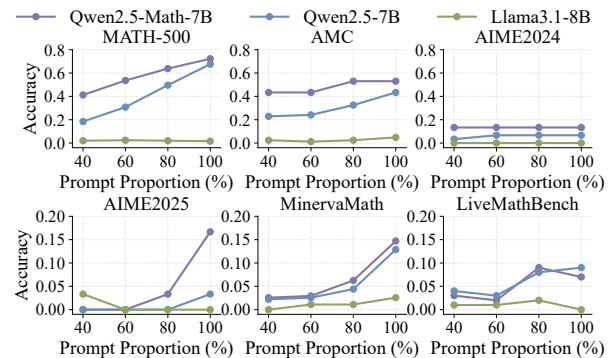 Qwen2.5-Math-7B Qwen2.5-7B Llama3.1-8B
MATH-500 AMC AIME2024
Accuracy
0.8 0.8 0.8
0.6 0.6 0.6
0.4 0.4 0.4
0.2 0.2 0.2
0.0 0.0 0.0
40 60 80 100 40 60 80 100 40 60 80 100
Prompt Proportion (%) Prompt Proportion (%) Prompt Proportion (%)
AIME2025 MinervaMath LiveMathBench
Accuracy
0.20 0.20 0.20
0.15 0.15 0.15
0.10 0.10 0.10
0.05 0.05 0.05
0.00 0.00 0.00
40 60 80 100 40 60 80 100 40 60 80 100
Prompt Proportion (%) Prompt Proportion (%) Prompt Proportion (%)